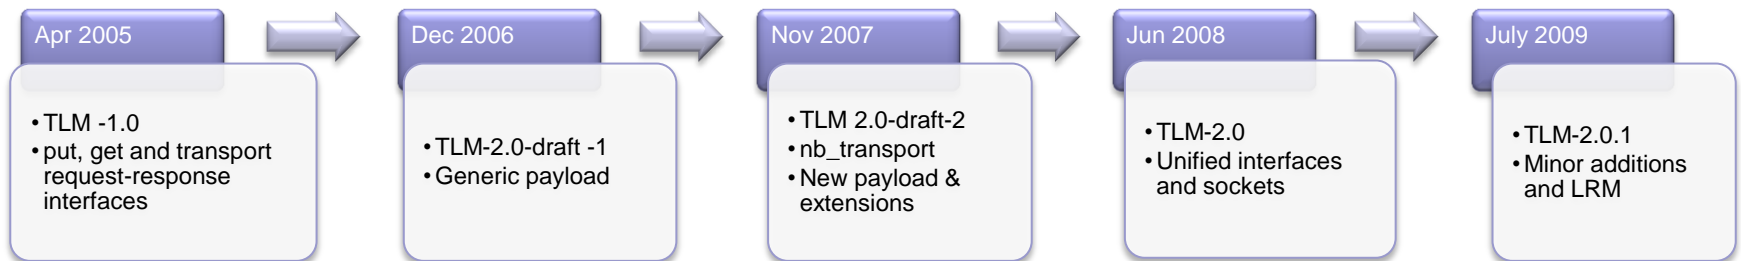 Apr 2005
• TLM -1.0
• put, get and transport
request-response
interfaces
Dec 2006
• TLM-2.0-draft -1
• Generic payload
Nov 2007
• TLM 2.0-draft-2
• nb_transport
• New payload &
extensions
Jun 2008
• TLM-2.0
• Unified interfaces
and sockets
July 2009
• TLM-2.0.1
• Minor additions
and LRM